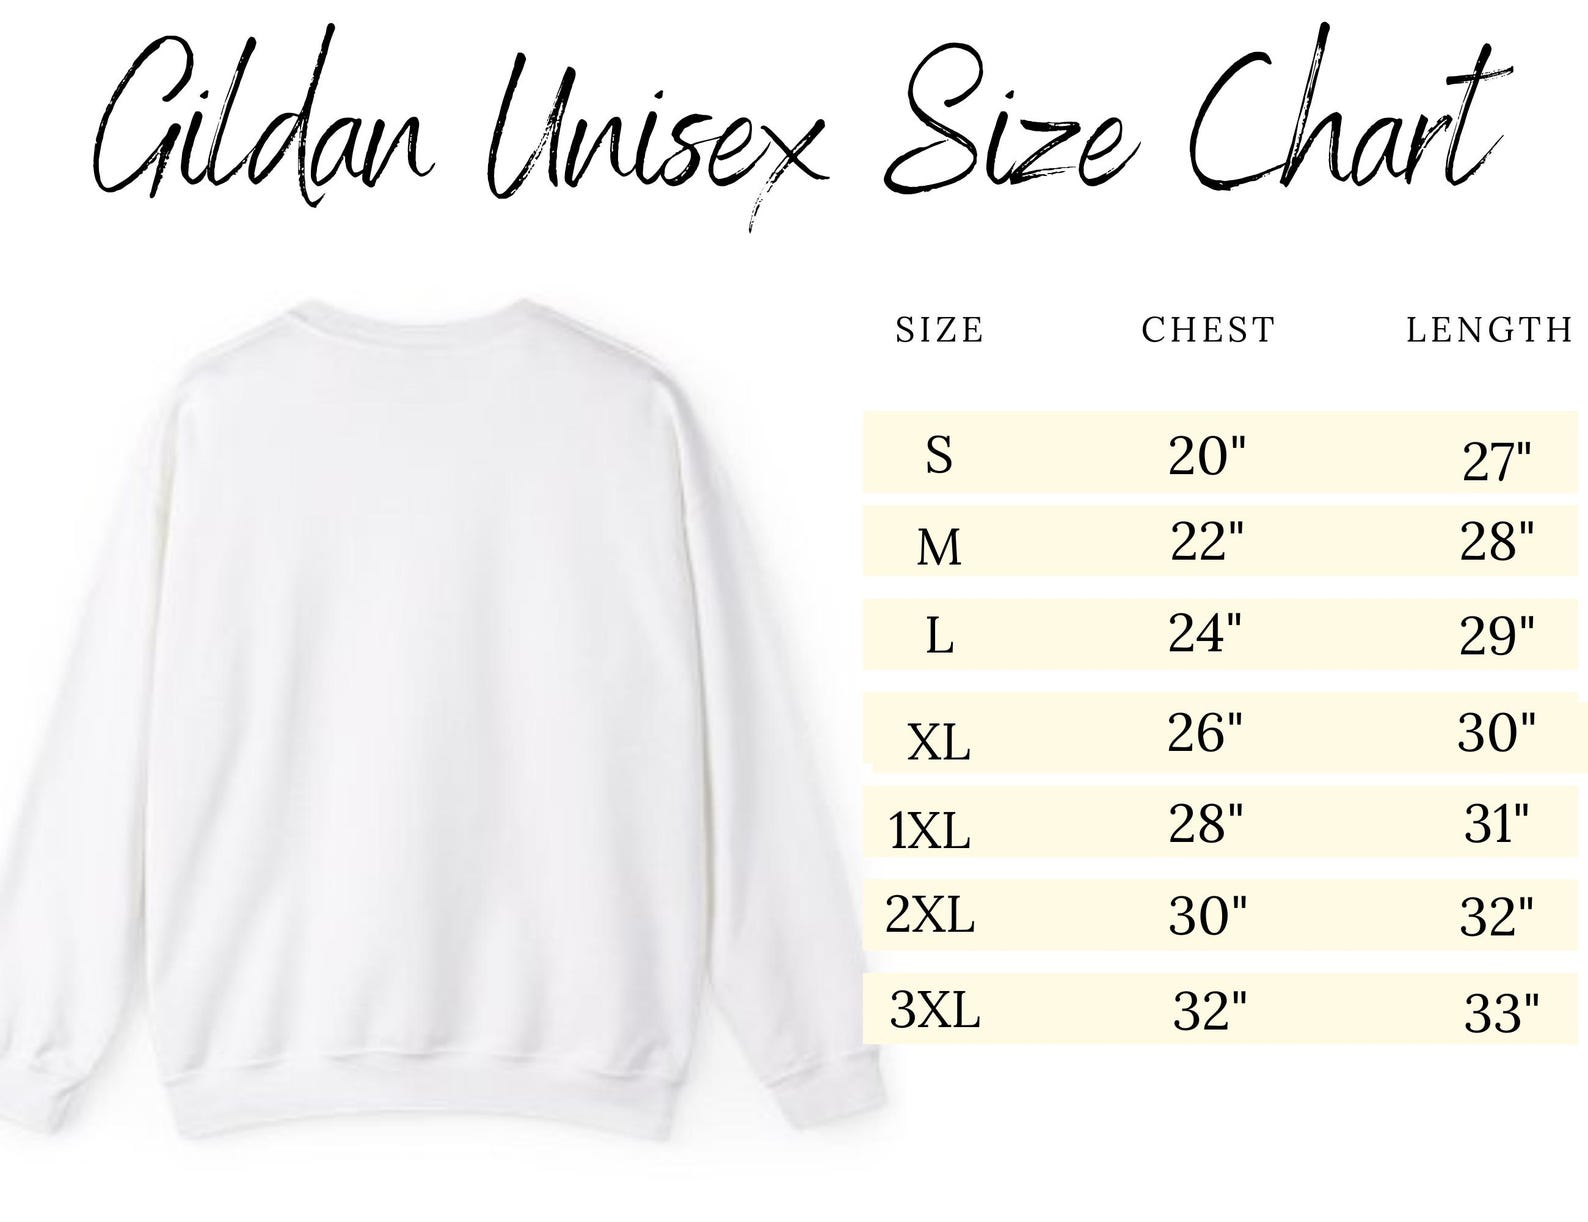 Gildan Unisex Size Chart
SIZE CHEST LENGTH
S 20" 27"
M 22" 28"
L 24" 29"
XL 26" 30"
1XL 28" 31"
2XL 30" 32"
3XL 32" 33"